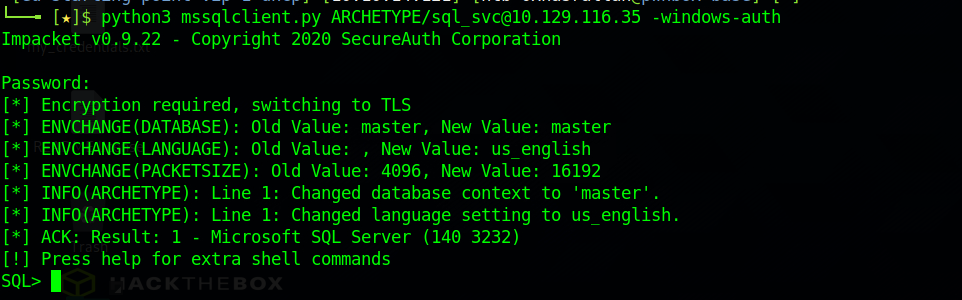 [★]$ python3 mssqlclient.py ARCHETYPE/sql_svc@10.129.116.35 -windows-auth
Impacket v0.9.22 - Copyright 2020 SecureAuth Corporation
Password:
[*] Encryption required, switching to TLS
[*] ENVCHANGE(DATABASE): Old Value: master, New Value: master
[*] ENVCHANGE(LANGUAGE): Old Value: , New Value: us_english
[*] ENVCHANGE(PACKETSIZE): Old Value: 4096, New Value: 16192
[*] INFO(ARCHETYPE): Line 1: Changed database context to 'master'.
[*] INFO(ARCHETYPE): Line 1: Changed language setting to us_english.
[*] ACK: Result: 1 - Microsoft SQL Server (140 3232)
[!] Press help for extra shell commands
SQL>
HACKTHEBOX